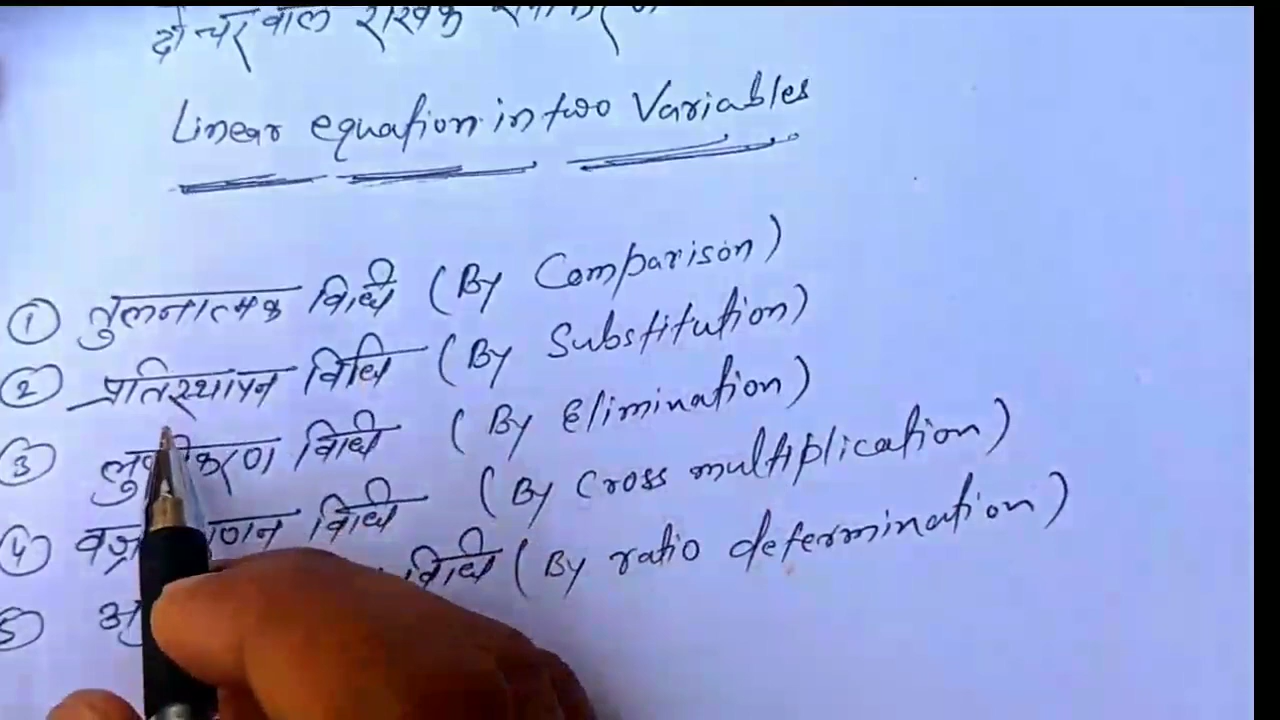 दो चर वाले
Linear equation in two Variables
① तुलनात्मक विधी (By Comparison)
② प्रतिस्थापन विधि (By Substitution)
③ विधी (By Elimination)
④ विधी (By Cross multiplication)
⑤ विधी (By ratio determination)